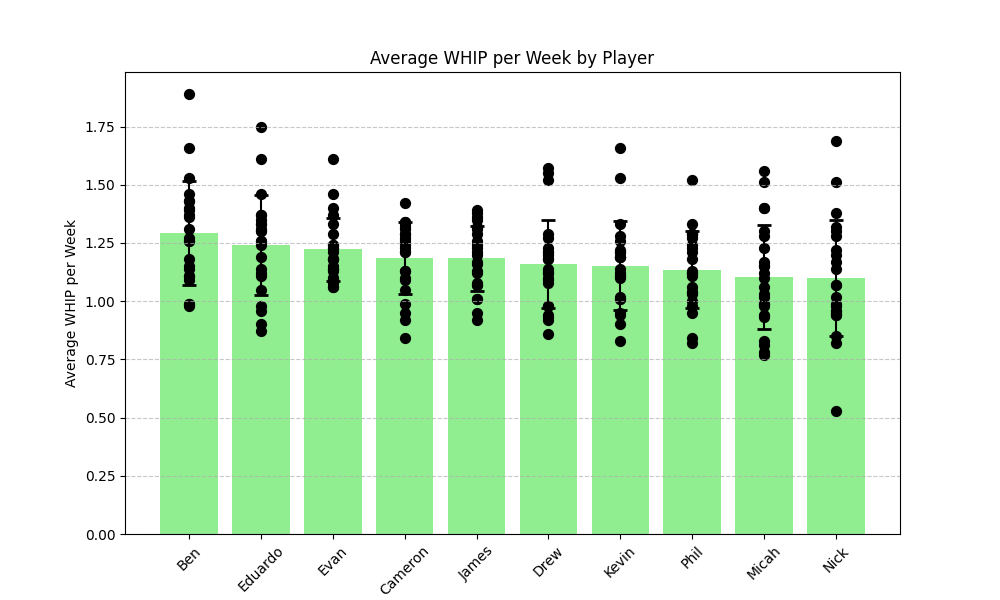 Average WHIP per Week by Player
Average WHIP per Week
1.75
1.50
1.25
1.00
0.75
0.50
0.25
0.00
Ben
Eduardo
Evan
Cameron
James
Drew
Kevin
Phil
Micah
Nick